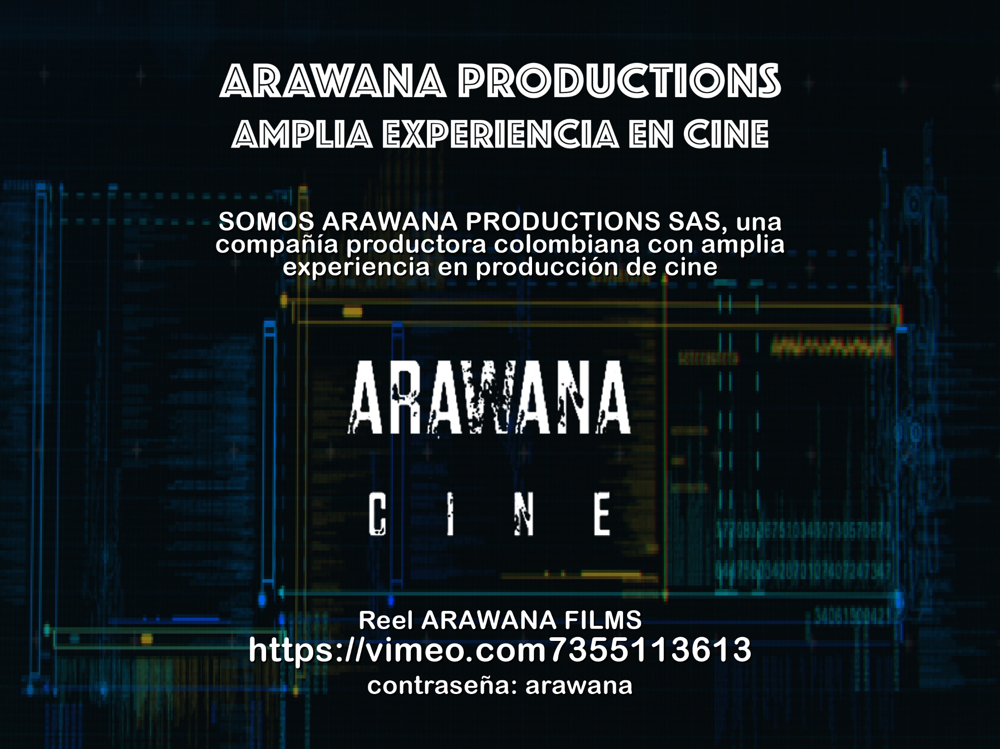 ARAWANA PRODUCTIONS
AMPLIA EXPERIENCIA EN CINE
SOMOS ARAWANA PRODUCTIONS SAS, una
compañía productora colombiana con amplia
experiencia en producción de cine
ARAWANA
CINE
Reel ARAWANA FILMS
https://vimeo.com7355113613
contraseña: arawana